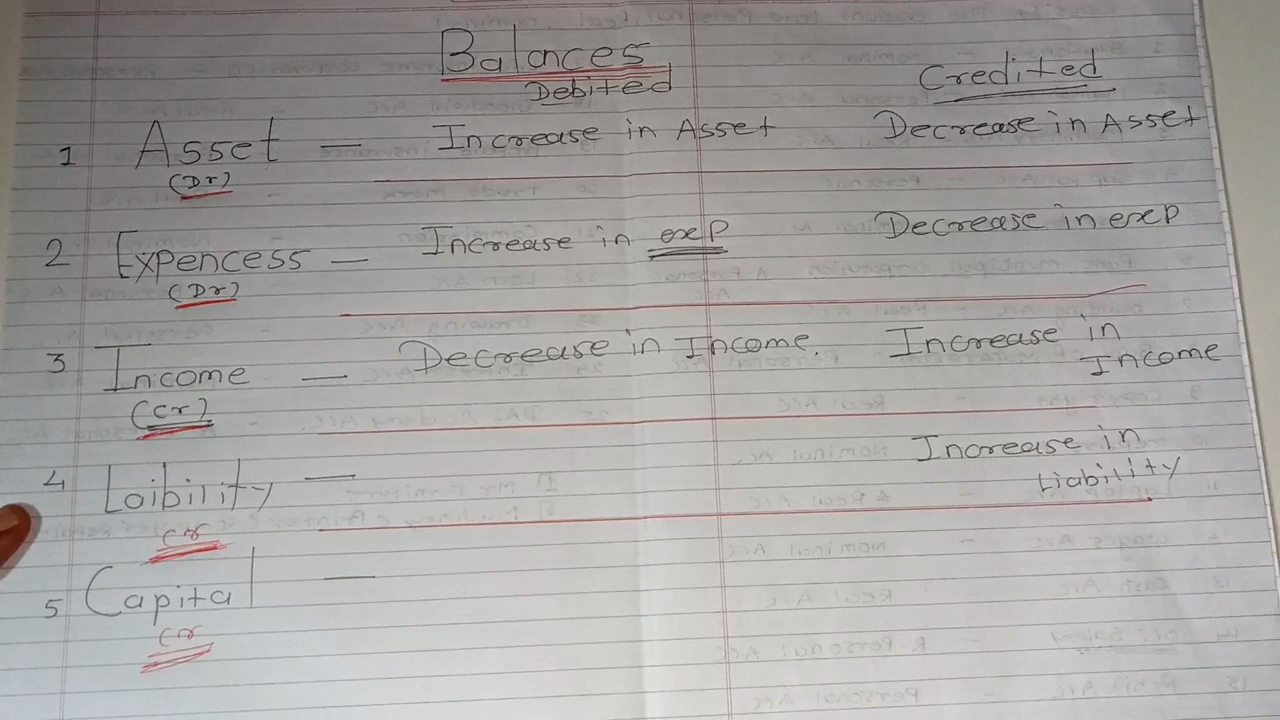 Balances
Debited Credited
1 Asset — Increase in Asset Decrease in Asset
(Dr)
2 Expencess — Increase in exp Decrease in exp
(Dr)
3 Income — Decrease in Income. Increase in
Income
(Cr)
4 Laibility — Increase in
Liability
Cr
5 Capital —
Cr